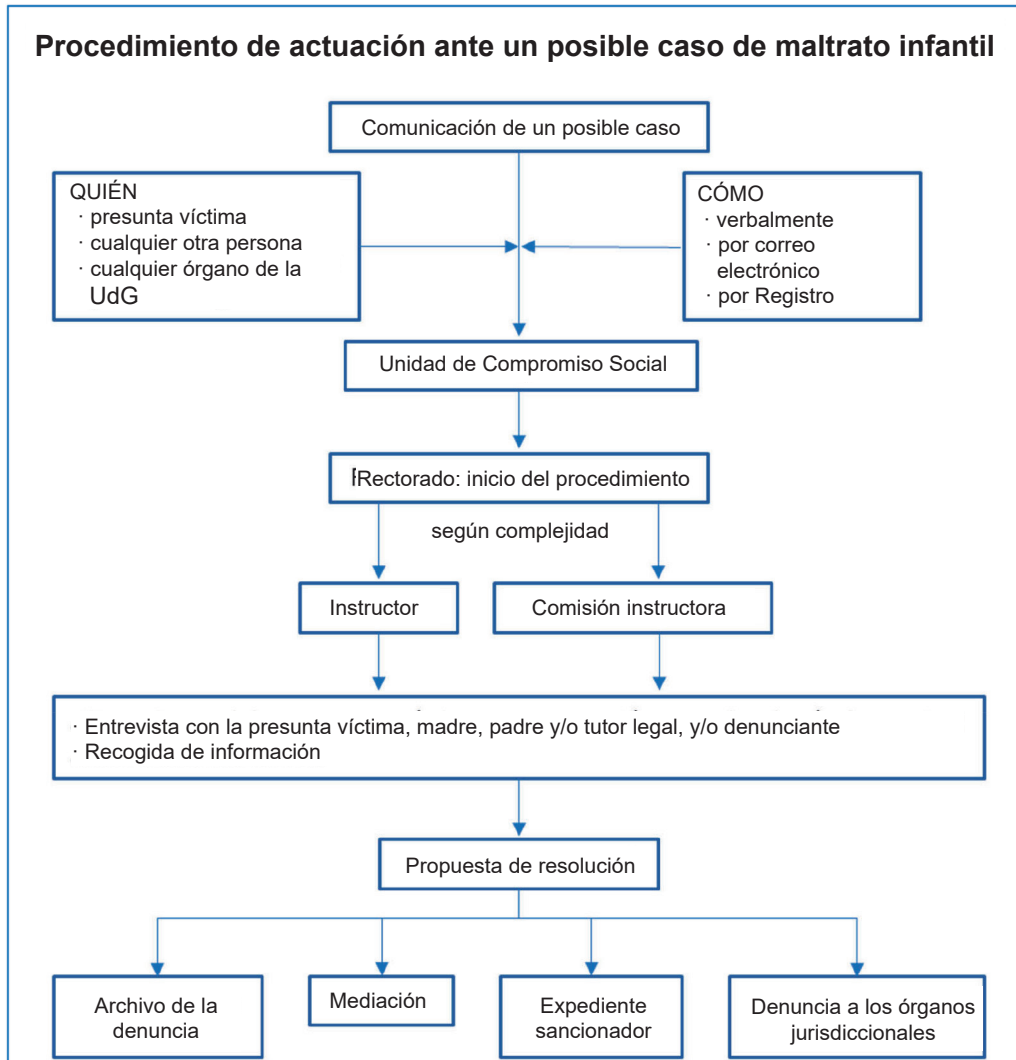 Procedimiento de actuación ante un posible caso de maltrato infantil
Comunicación de un posible caso
QUIÉN
· presunta víctima
· cualquier otra persona
· cualquier órgano de la
UdG
CÓMO
· verbalmente
· por correo
electrónico
· por Registro
Unidad de Compromiso Social
Rectorado: inicio del procedimiento
según complejidad
Instructor
Comisión instructora
· Entrevista con la presunta víctima, madre, padre y/o tutor legal, y/o denunciante
· Recogida de información
Propuesta de resolución
Archivo de la
denuncia
Mediación
Expediente
sancionador
Denuncia a los órganos
jurisdiccionales